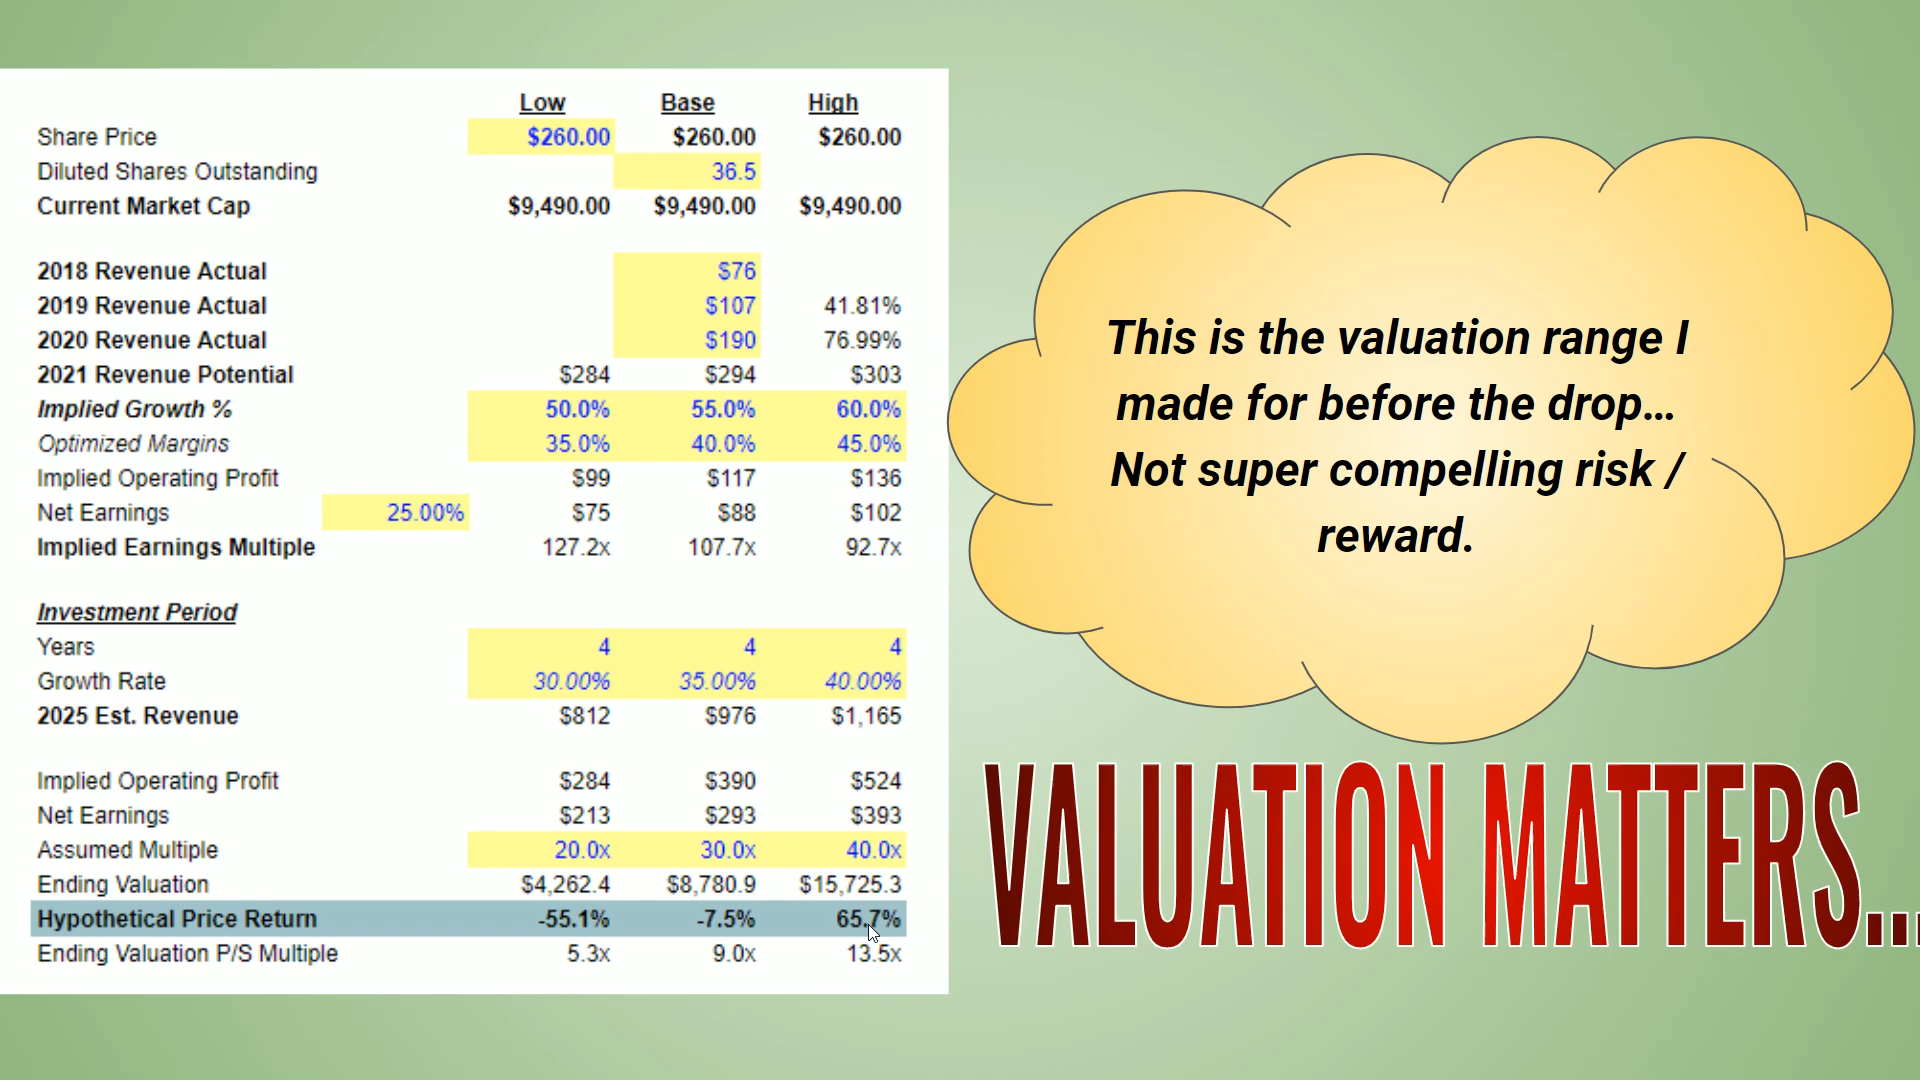 Low Base High
Share Price $260.00 $260.00 $260.00
Diluted Shares Outstanding 36.5
Current Market Cap $9,490.00 $9,490.00 $9,490.00
2018 Revenue Actual $76
2019 Revenue Actual $107 41.81%
2020 Revenue Actual $190 76.99%
2021 Revenue Potential $284 $294 $303
Implied Growth % 50.0% 55.0% 60.0%
Optimized Margins 35.0% 40.0% 45.0%
Implied Operating Profit $99 $117 $136
Net Earnings 25.00% $75 $88 $102
Implied Earnings Multiple 127.2x 107.7x 92.7x
Investment Period
Years 4 4 4
Growth Rate 30.00% 35.00% 40.00%
2025 Est. Revenue $812 $976 $1,165
Implied Operating Profit $284 $390 $524
Net Earnings $213 $293 $393
Assumed Multiple 20.0x 30.0x 40.0x
Ending Valuation $4,262.4 $8,780.9 $15,725.3
Hypothetical Price Return -55.1% -7.5% 65.7%
Ending Valuation P/S Multiple 5.3x 9.0x 13.5x
This is the valuation range I
made for before the drop...
Not super compelling risk /
reward.
VALUATION MATTERS...